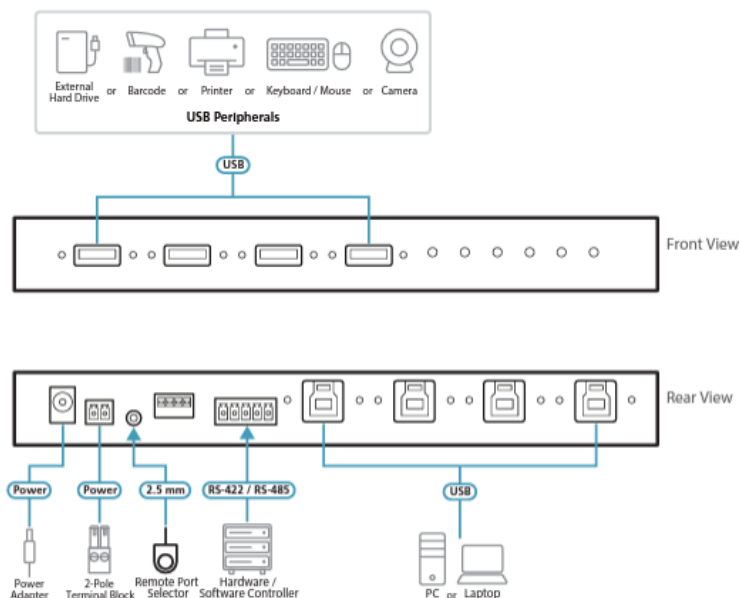 External
Hard Drive or Barcode or Printer or Keyboard / Mouse or Camera
USB Peripherals
USB
Front View
Rear View
Power Power 2.5 mm RS-422 / RS-485 USB
Power
Adapter
2-Pole
Terminal Block
Remote Port
Selector
Hardware /
Software Controller
PC or Laptop